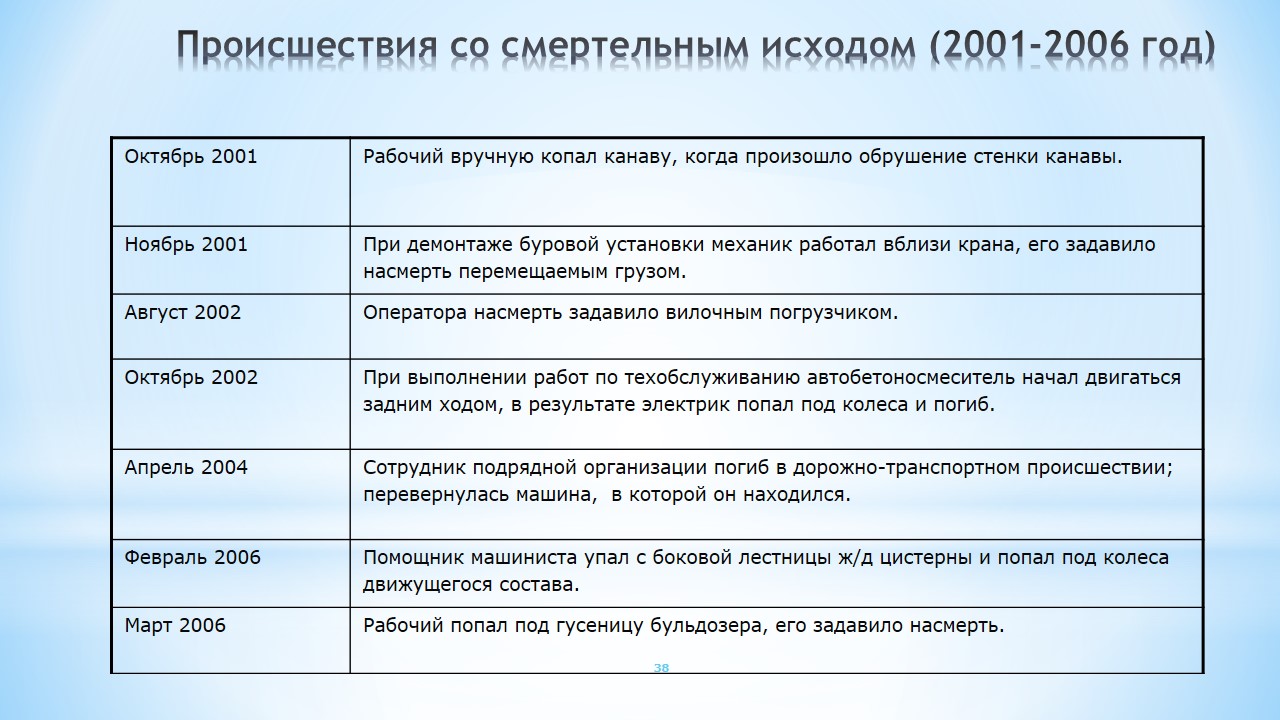 Происшествия со смертельным исходом (2001-2006 год)
Октябрь 2001
Рабочий вручную копал канаву, когда произошло обрушение стенки канавы.
Ноябрь 2001
При демонтаже буровой установки механик работал вблизи крана, его задавило
насмерть перемещаемым грузом.
Август 2002
Оператора насмерть задавило вилочным погрузчиком.
Октябрь 2002
При выполнении работ по техобслуживанию автобетоносмеситель начал двигаться
задним ходом, в результате электрик попал под колеса и погиб.
Апрель 2004
Сотрудник подрядной организации погиб в дорожно-транспортном происшествии;
перевернулась машина,  в которой он находился.
Февраль 2006
Помощник машиниста упал с боковой лестницы ж/д цистерны и попал под колеса
движущегося состава.
Март 2006
Рабочий попал под гусеницу бульдозера, его задавило насмерть.
38